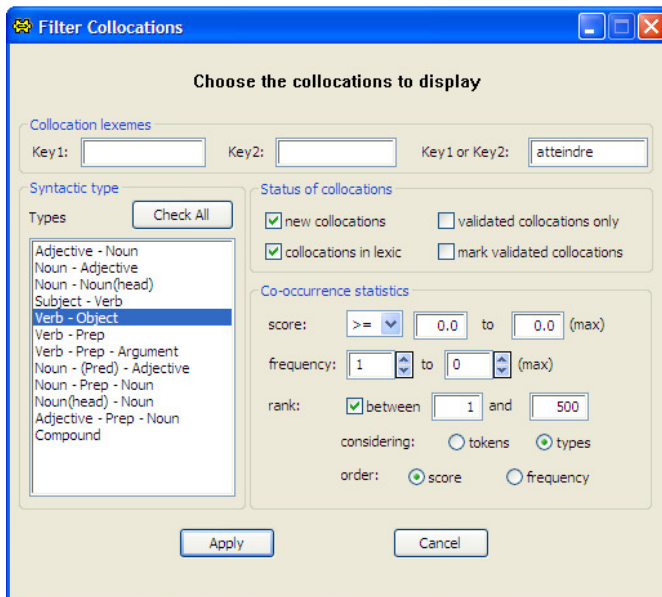 Filter Collocations
Choose the collocations to display
Collocation lexemes
Key1: Key2: Key1 or Key2: atteindre
Syntactic type
Types Check All
Adjective - Noun
Noun - Adjective
Noun - Noun(head)
Subject - Verb
Verb - Object
Verb - Prep
Verb - Prep - Argument
Noun - (Pred) - Adjective
Noun - Prep - Noun
Noun(head) - Noun
Adjective - Prep - Noun
Compound
Status of collocations
new collocations validated collocations only
collocations in lexic mark validated collocations
Co-occurrence statistics
score: >= 0.0 to 0.0 (max)
frequency: 1 to 0 (max)
rank: between 1 and 500
considering: tokens types
order: score frequency
Apply Cancel